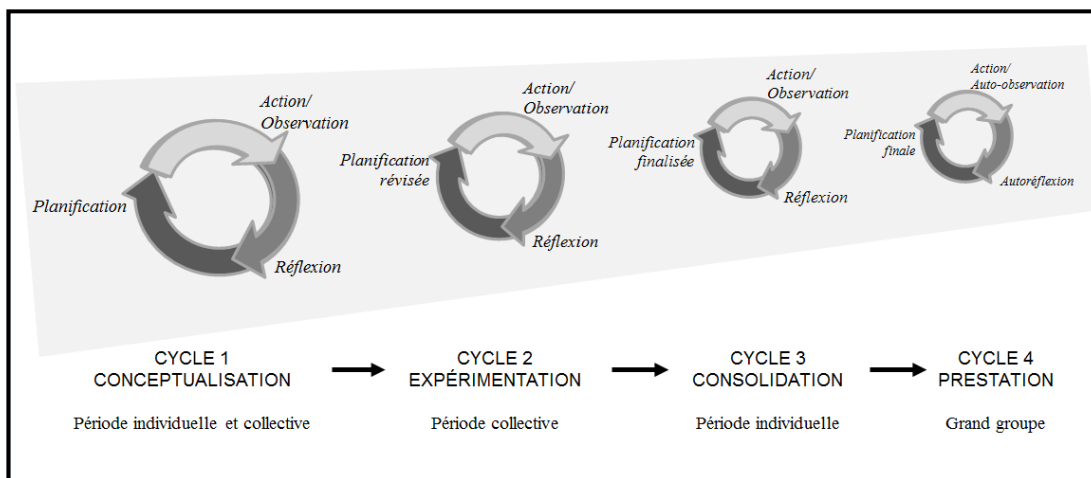 Action/
Observation
Planification
Réflexion
Action/
Observation
Planification
révisée
Réflexion
Action/
Observation
Planification
finalisée
Réflexion
Action/
Auto-observation
Planification
finale
Autoréflexion
CYCLE 1
CONCEPTUALISATION
Période individuelle et collective
CYCLE 2
EXPÉRIMENTATION
Période collective
CYCLE 3
CONSOLIDATION
Période individuelle
CYCLE 4
PRESTATION
Grand groupe